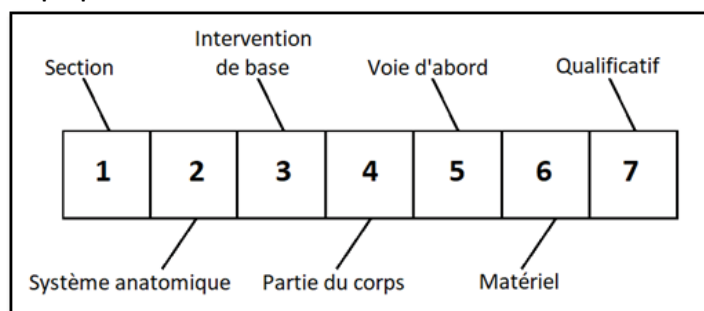 Intervention
de base
Section
Voie d'abord
Qualificatif
1 2 3 4 5 6 7
Système anatomique
Partie du corps
Matériel